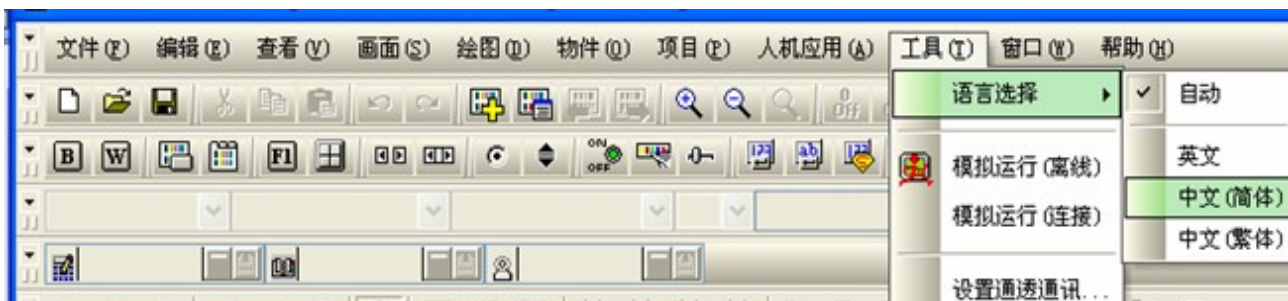 文件(F) 编辑(E) 查看(V) 画面(S) 绘图(D) 物件(O) 项目(P) 人机应用(A) 工具(T) 窗口(W) 帮助(H)
语言选择
自动
英文
中文(简体)
中文(繁体)
模拟运行(离线)
模拟运行(连接)
设置通透通讯...
B W F1 ON OFF 123 ab 123